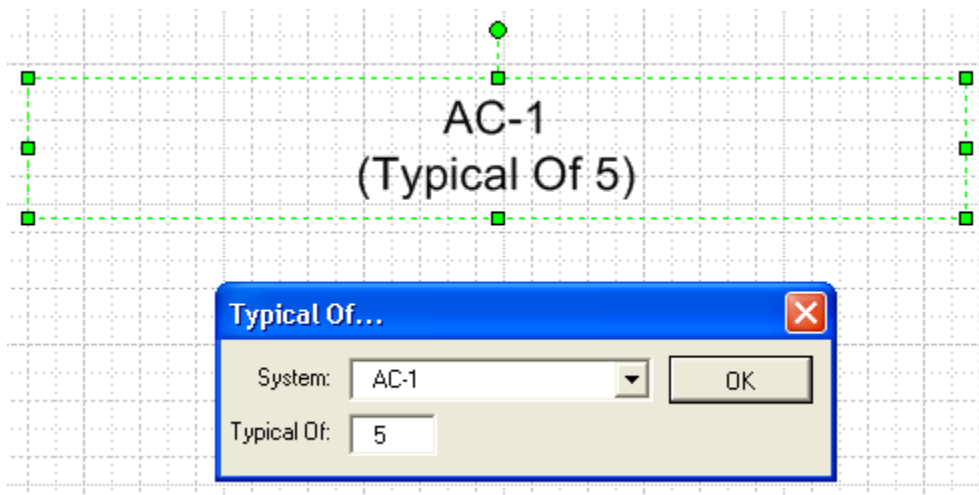 AC-1
(Typical Of 5)
Typical Of...
System: AC-1 OK
Typical Of: 5